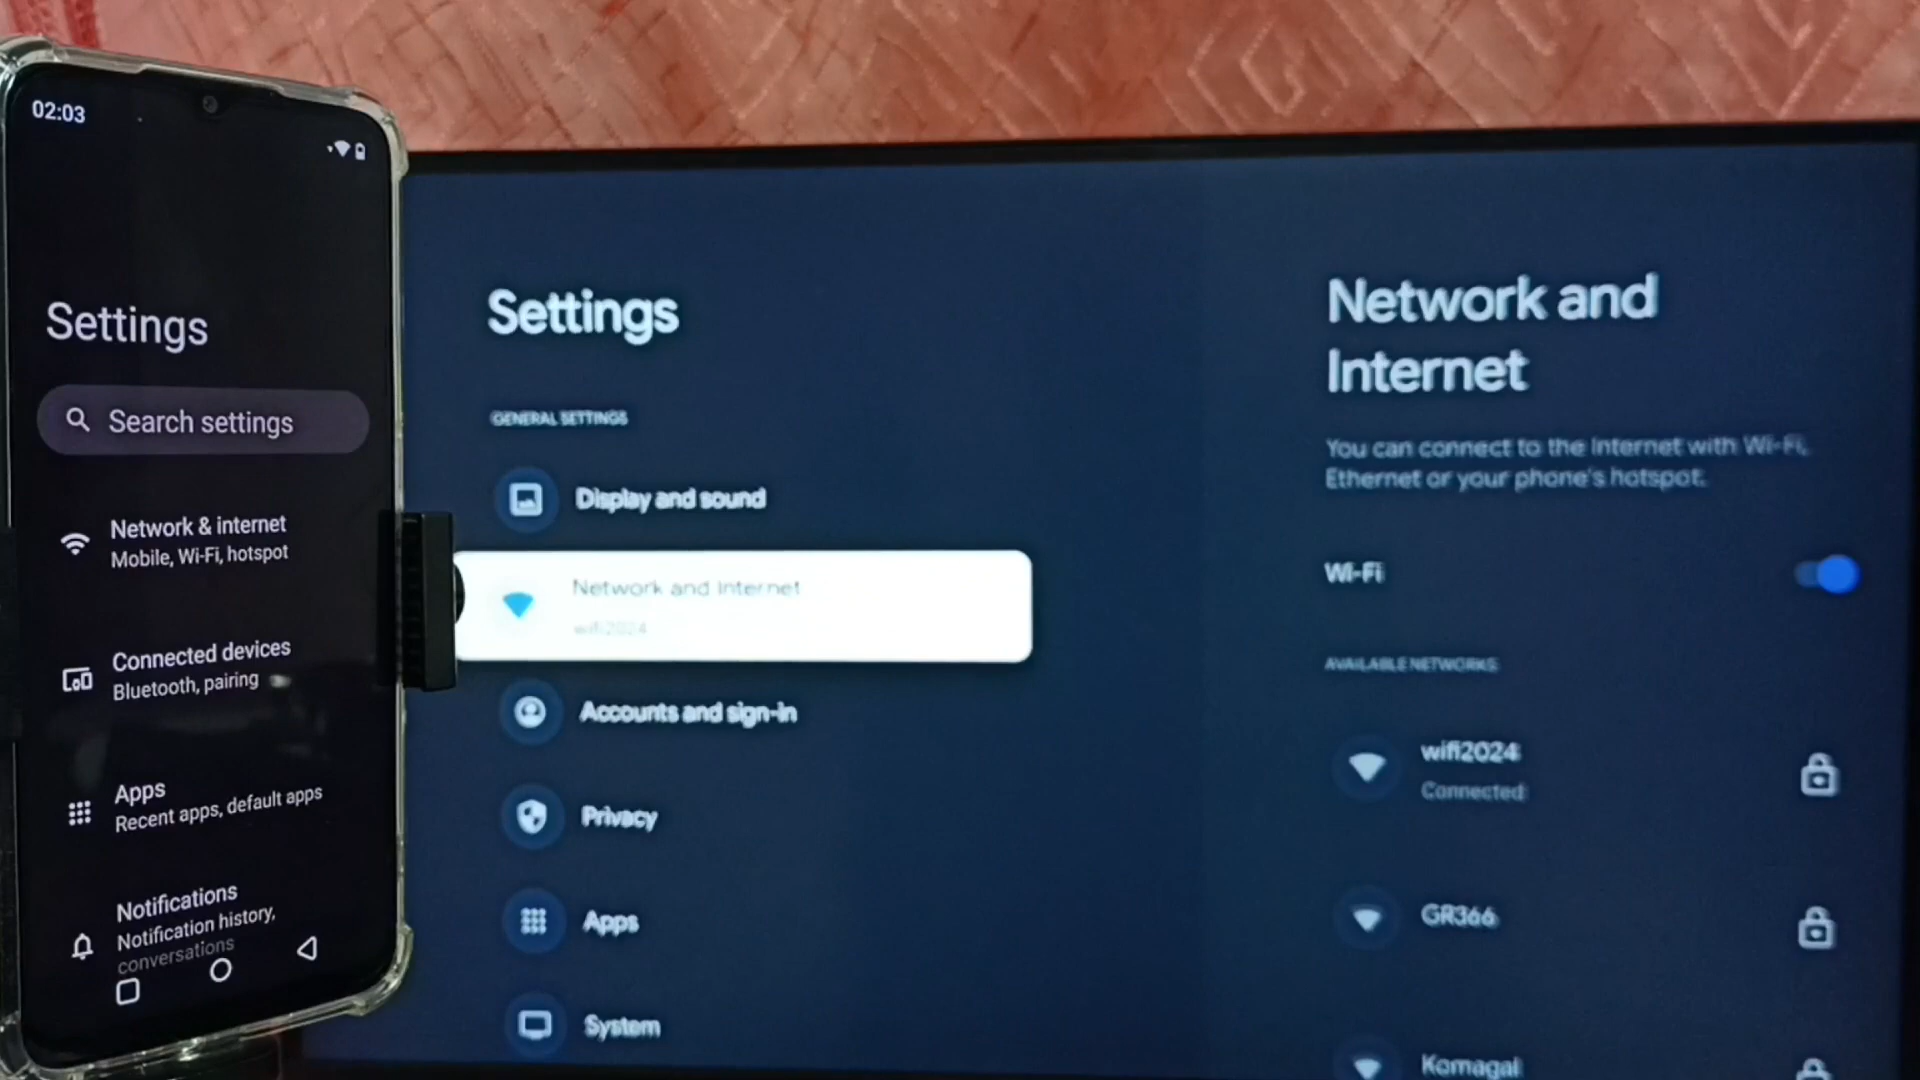 02:03
Settings
Search settings
Network & internet
Mobile, Wi-Fi, hotspot
Connected devices
Bluetooth, pairing
Apps
Recent apps, default apps
Notifications
Notification history,
conversations
Settings
GENERAL SETTINGS
Display and sound
Network and Internet
wifi2024
Accounts and sign-in
Privacy
Apps
System
Network and
Internet
You can connect to the Internet with Wi-Fi,
Ethernet or your phone's hotspot.
Wi-Fi
AVAILABLE NETWORKS
wifi2024
Connected
GR366
Komagal